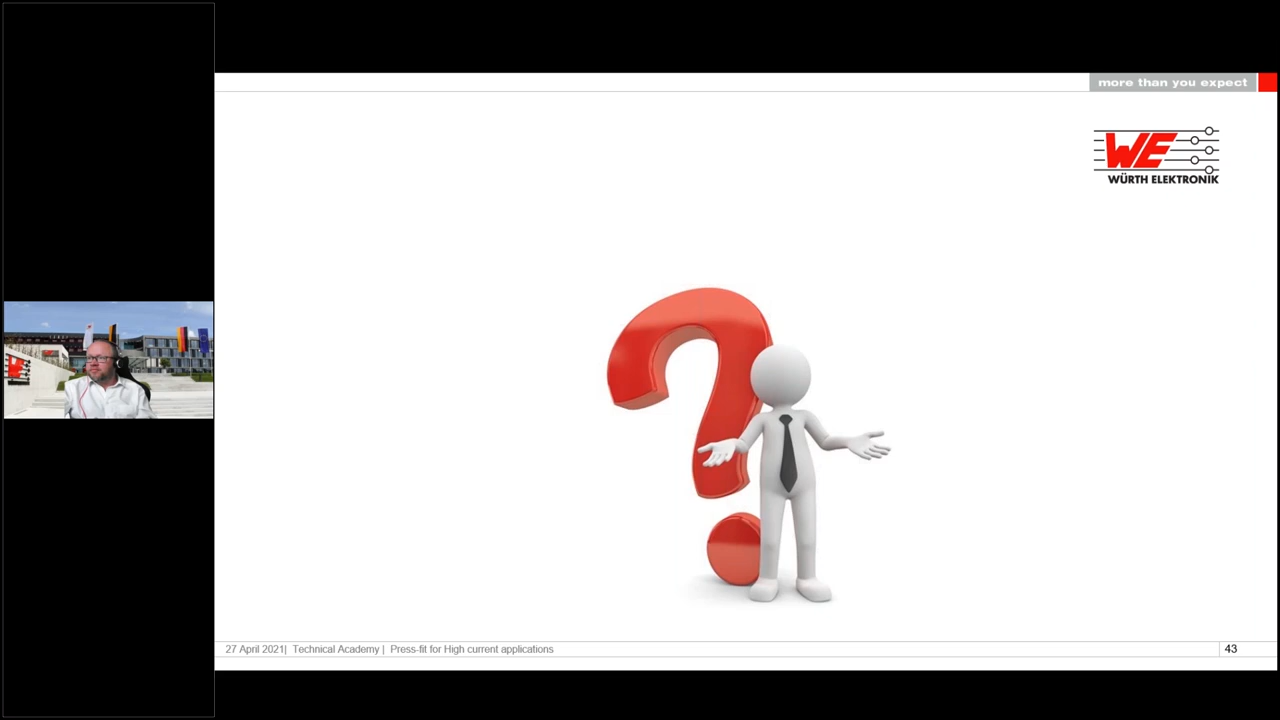 more than you expect
WE
WÜRTH ELEKTRONIK
27 April 2021| Technical Academy | Press-fit for High current applications
43